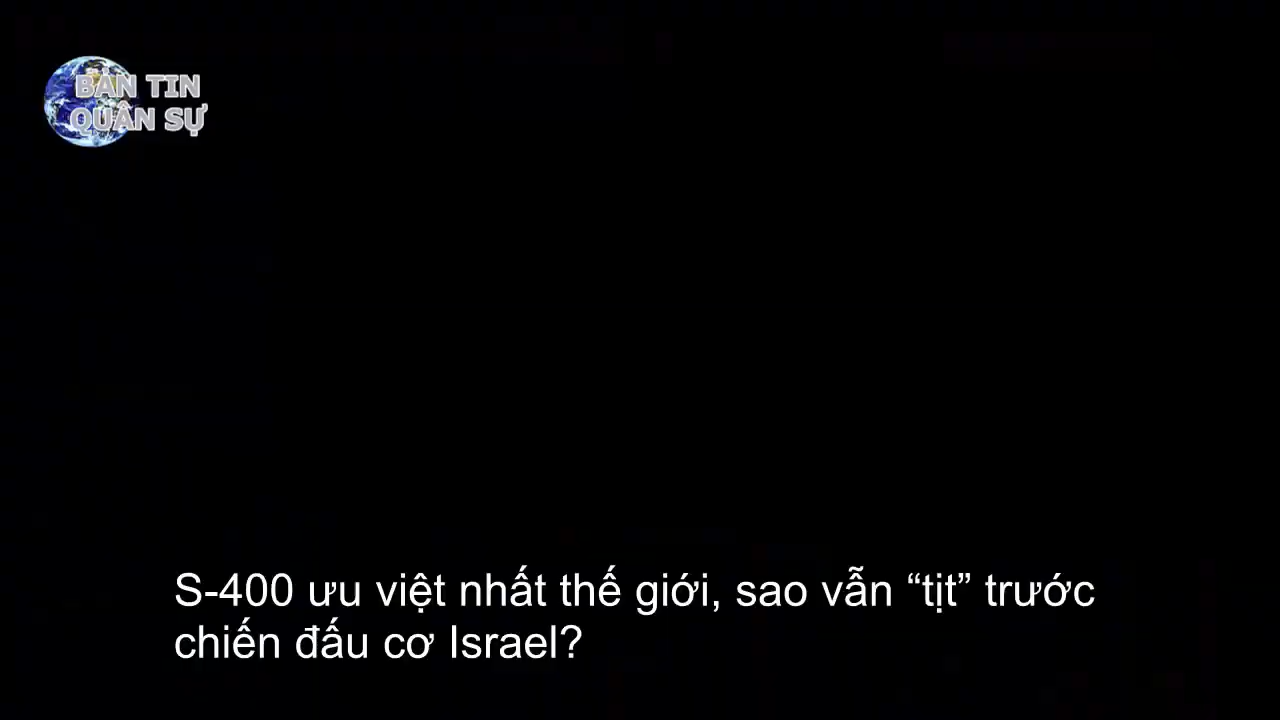 BẢN TIN
QUÂN SỰ
S-400 ưu việt nhất thế giới, sao vẫn “tịt” trước
chiến đấu cơ Israel?